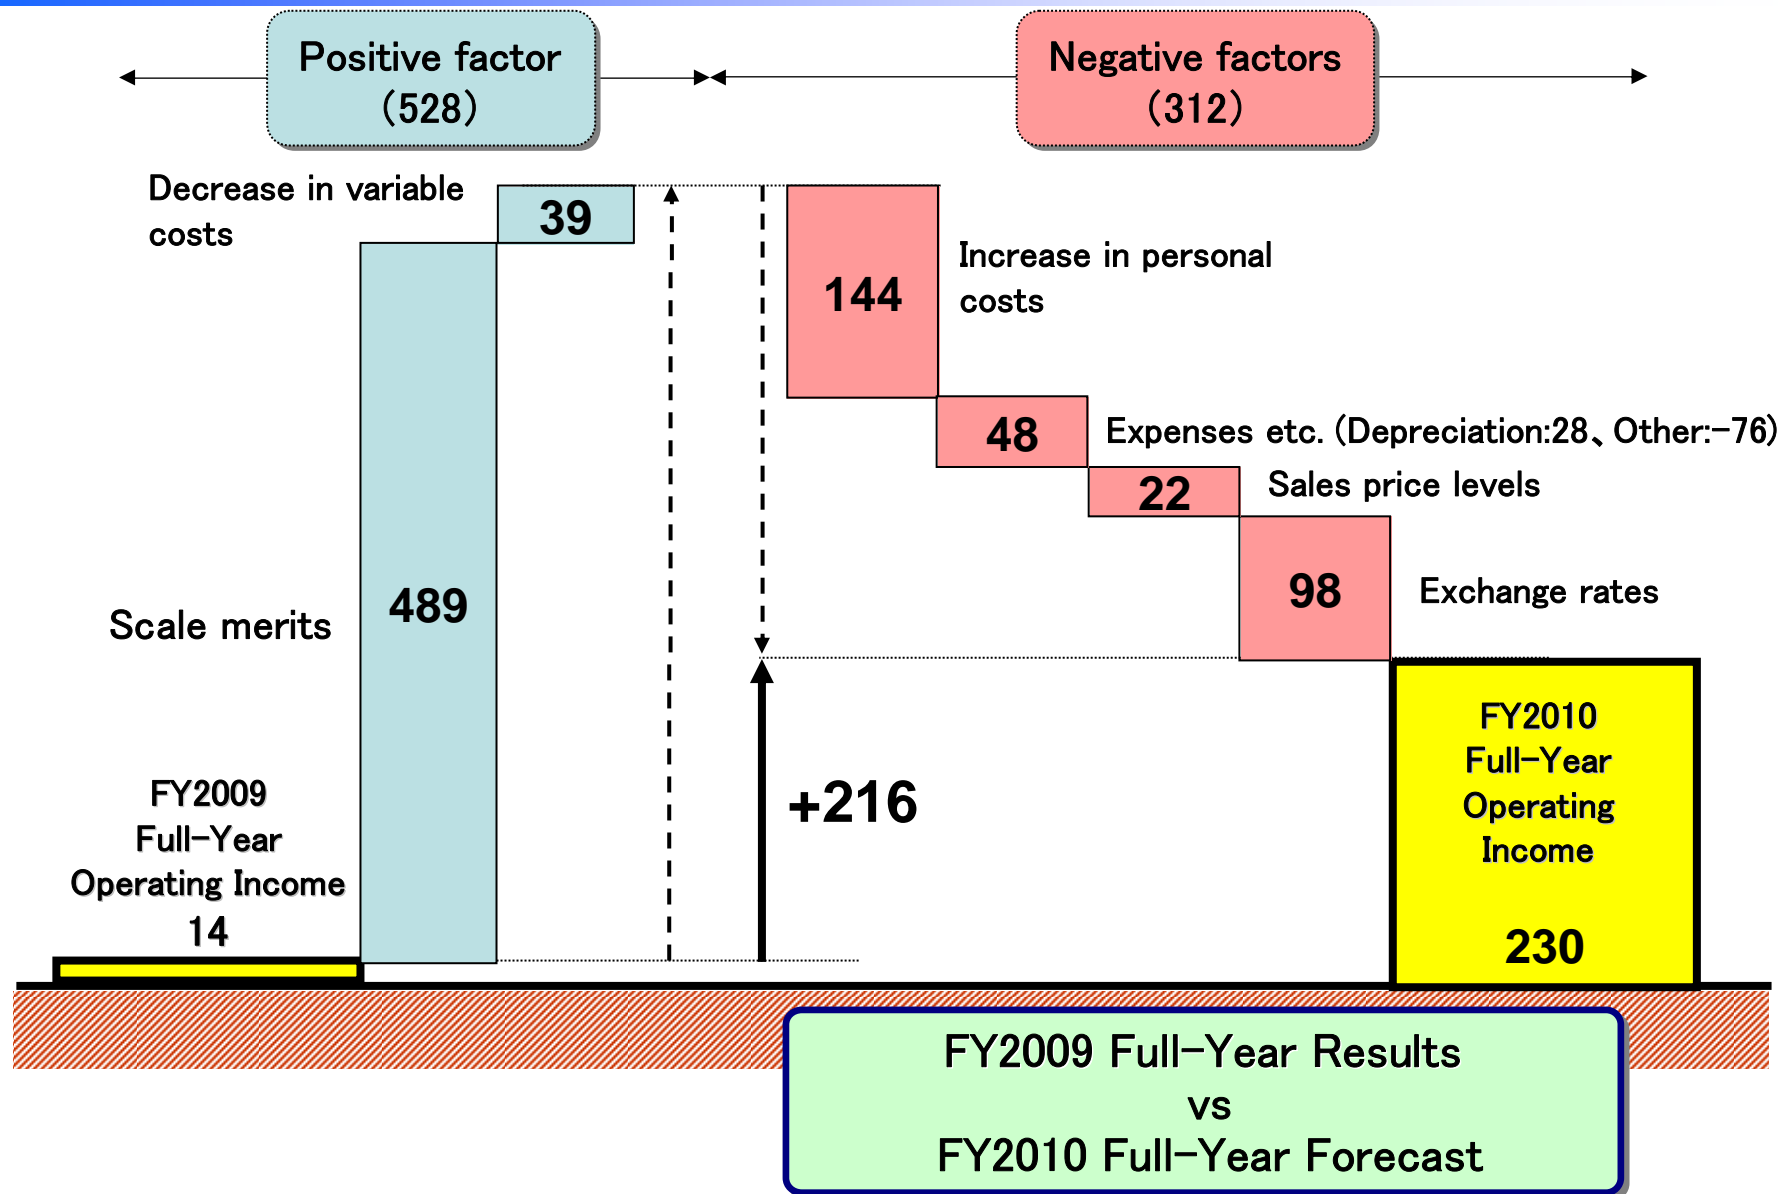 Positive factor
(528)
Negative factors
(312)
Decrease in variable
costs
39
144
Increase in personal
costs
48
Expenses etc. (Depreciation:28、Other:-76)
22
Sales price levels
98
Exchange rates
489
Scale merits
+216
FY2009
Full-Year
Operating Income
14
FY2010
Full-Year
Operating
Income
230
FY2009 Full-Year Results
vs
FY2010 Full-Year Forecast